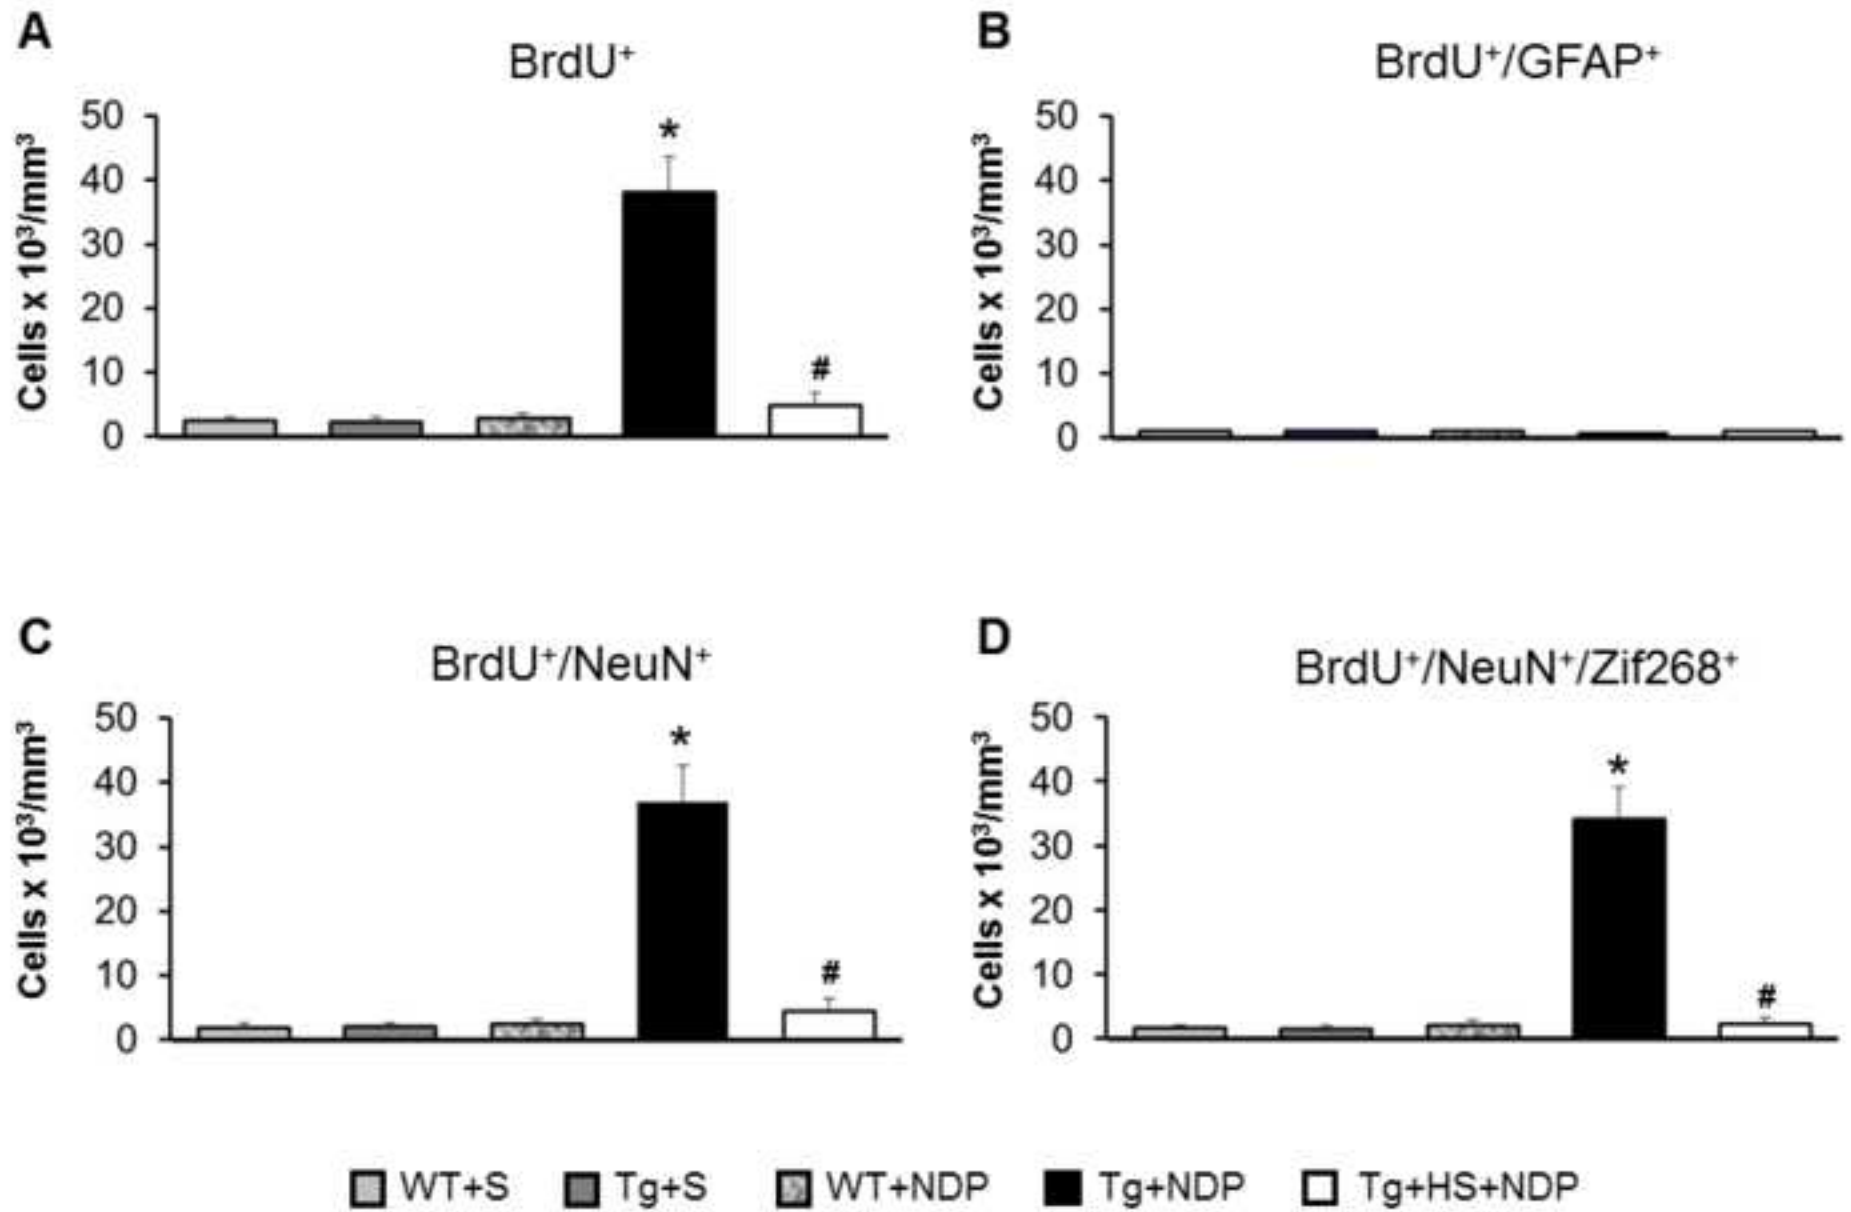 A
BrdU⁺
Cells x 10³/mm³
50
40
30
20
10
0
*
#
B
BrdU⁺/GFAP⁺
Cells x 10³/mm³
50
40
30
20
10
0
C
BrdU⁺/NeuN⁺
Cells x 10³/mm³
50
40
30
20
10
0
*
#
D
BrdU⁺/NeuN⁺/Zif268⁺
Cells x 10³/mm³
50
40
30
20
10
0
*
#
WT+S Tg+S WT+NDP Tg+NDP Tg+HS+NDP